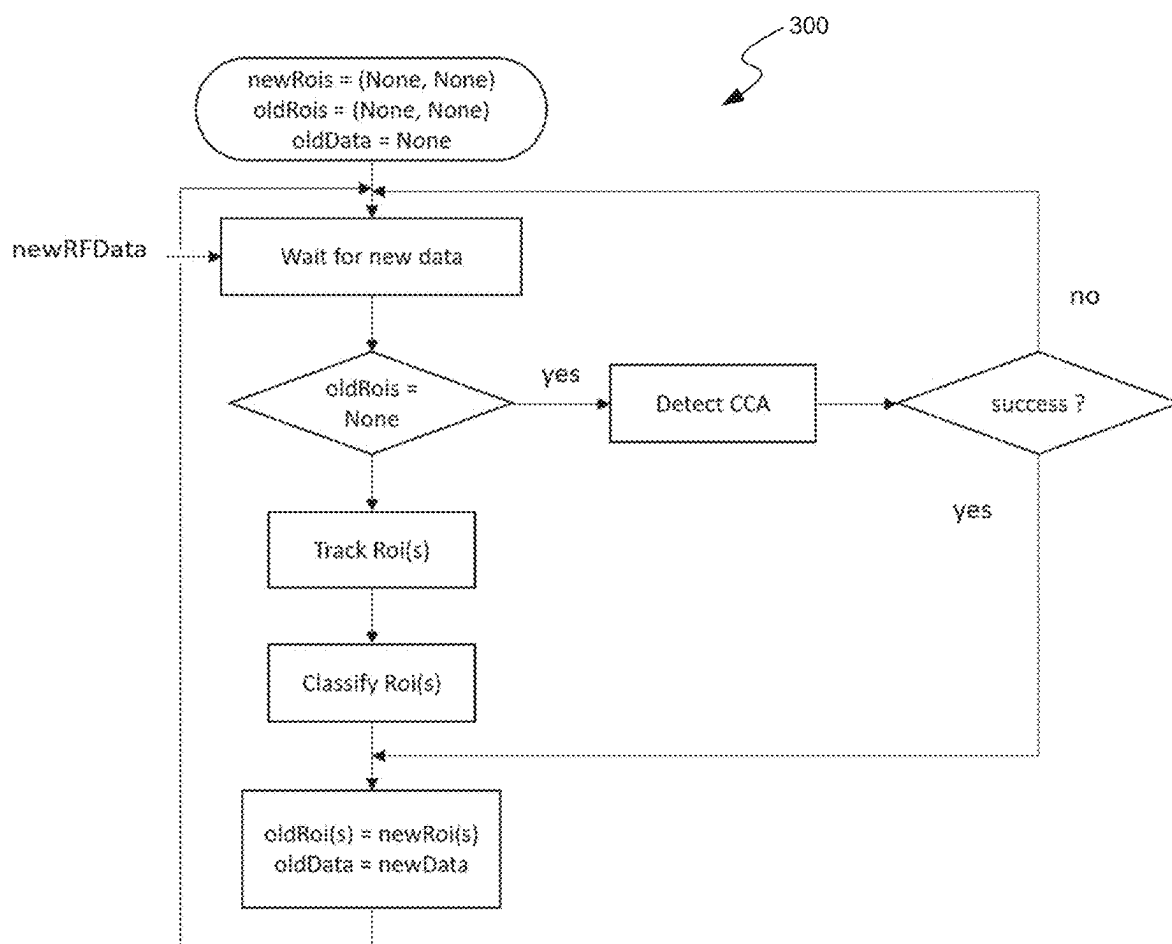 300
newRois = (None, None)
oldRois = (None, None)
oldData = None
newRFData
Wait for new data
no
oldRois =
None
yes
Detect CCA
success ?
yes
Track Roi(s)
Classify Roi(s)
oldRoi(s) = newRoi(s)
oldData = newData